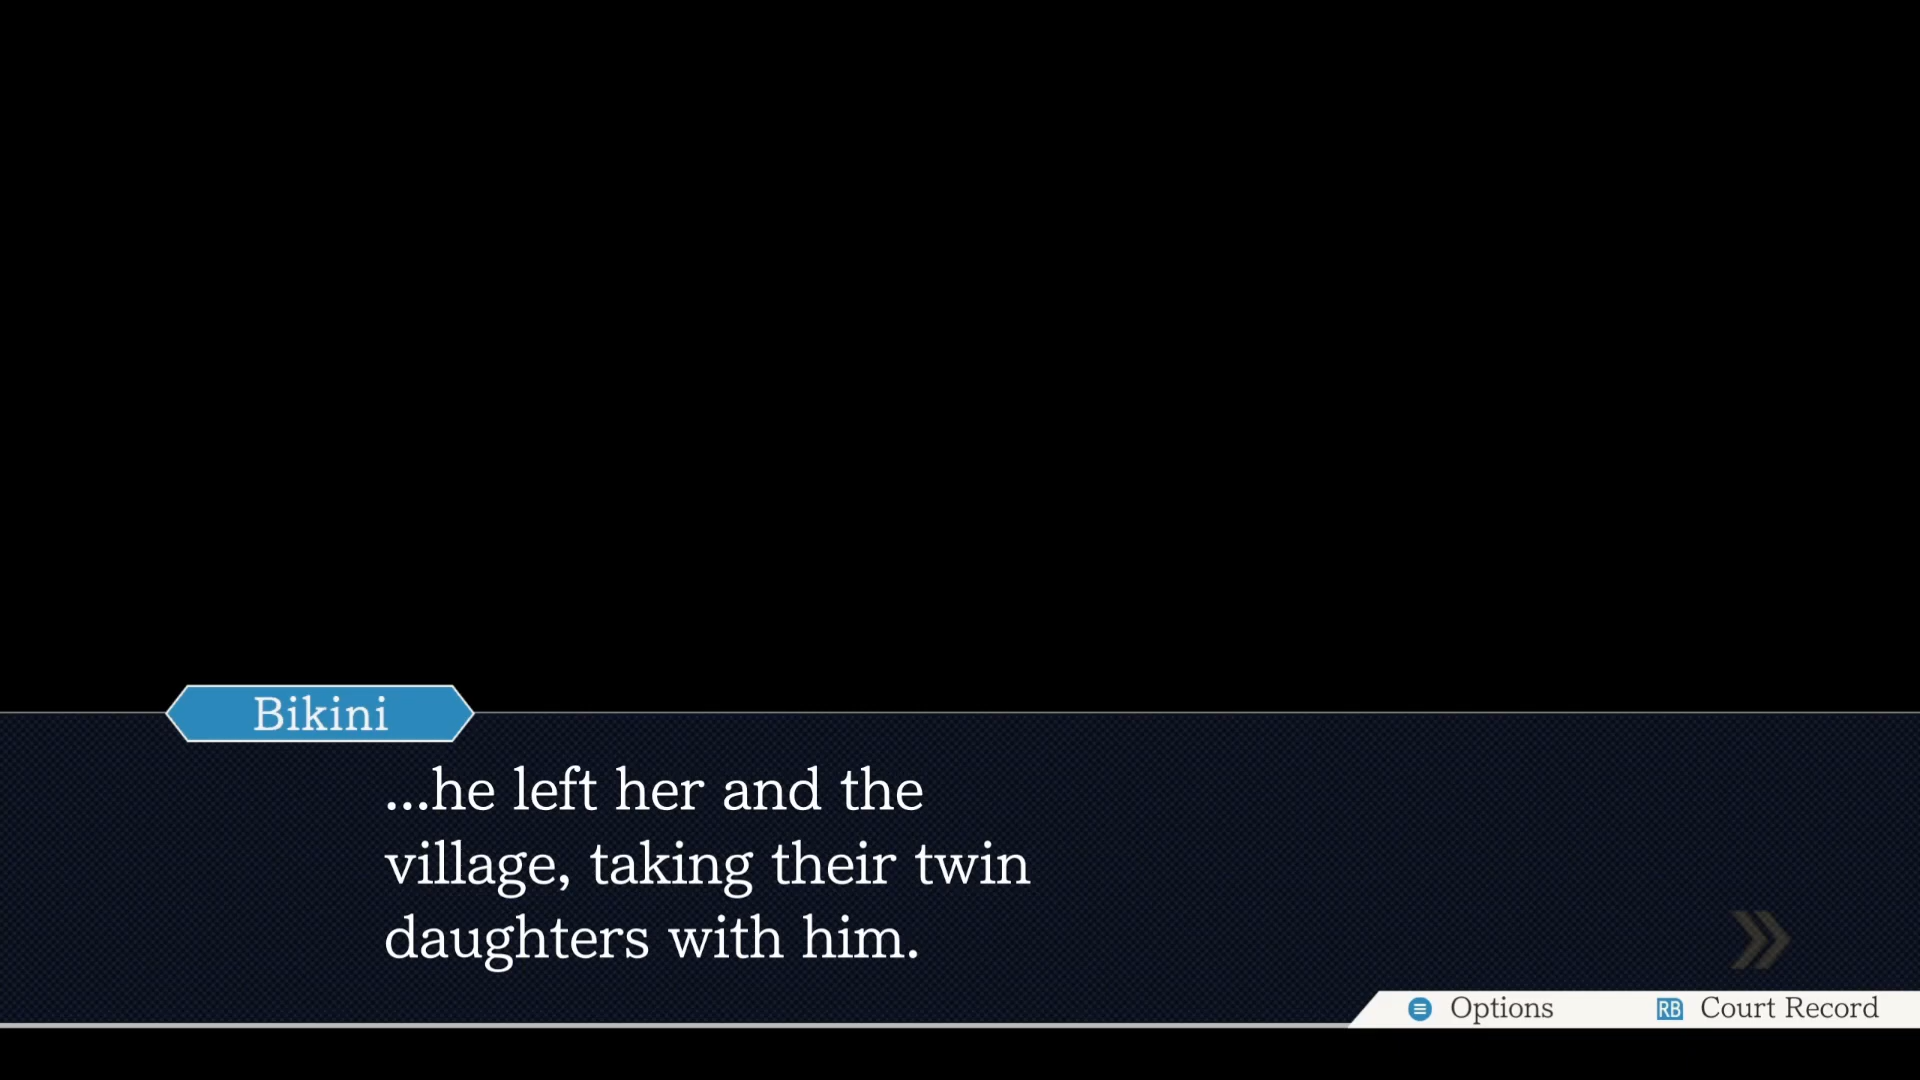 Bikini
...he left her and the
village, taking their twin
daughters with him.
Options
RB Court Record